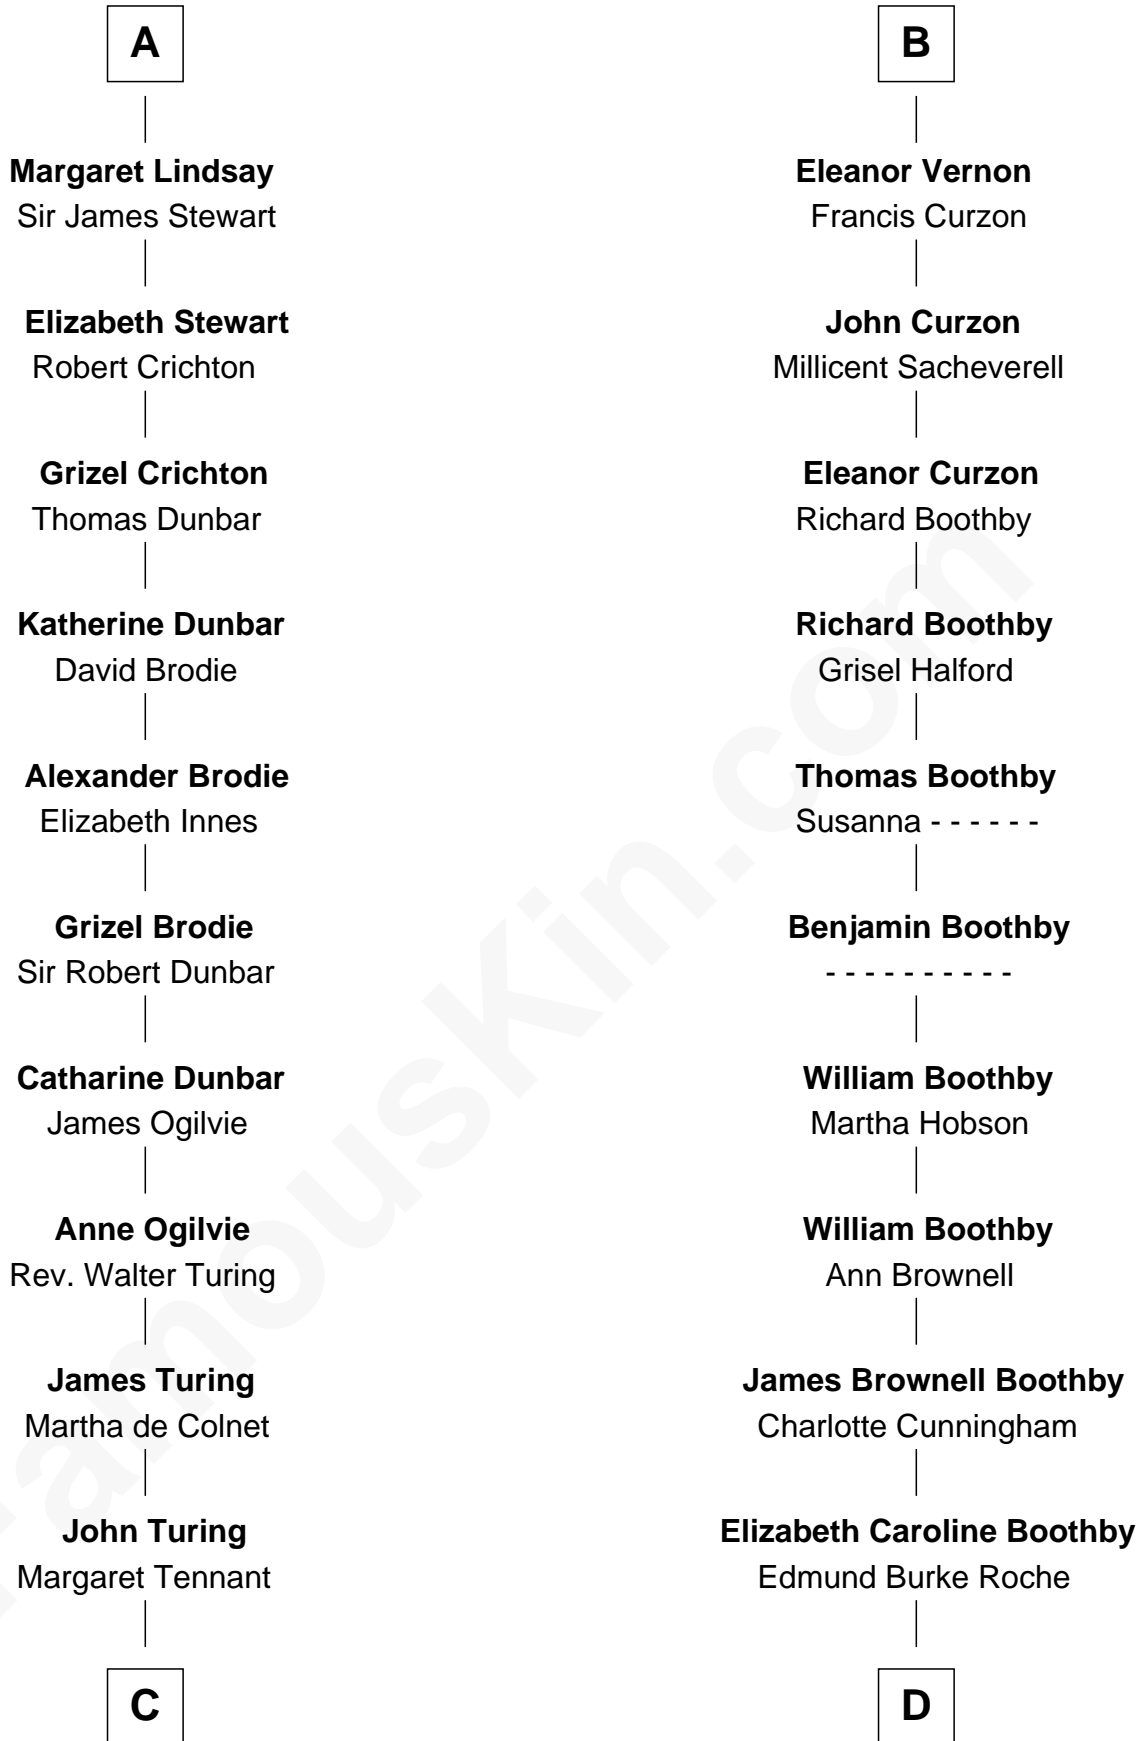 A
Margaret Lindsay
Sir James Stewart
Elizabeth Stewart
Robert Crichton
Grizel Crichton
Thomas Dunbar
Katherine Dunbar
David Brodie
Alexander Brodie
Elizabeth Innes
Grizel Brodie
Sir Robert Dunbar
Catharine Dunbar
James Ogilvie
Anne Ogilvie
Rev. Walter Turing
James Turing
Martha de Colnet
John Turing
Margaret Tennant
C
B
Eleanor Vernon
Francis Curzon
John Curzon
Millicent Sacheverell
Eleanor Curzon
Richard Boothby
Richard Boothby
Grisel Halford
Thomas Boothby
Susanna - - - - - -
Benjamin Boothby
- - - - - - - - - -
William Boothby
Martha Hobson
William Boothby
Ann Brownell
James Brownell Boothby
Charlotte Cunningham
Elizabeth Caroline Boothby
Edmund Burke Roche
D
FamousKin.com